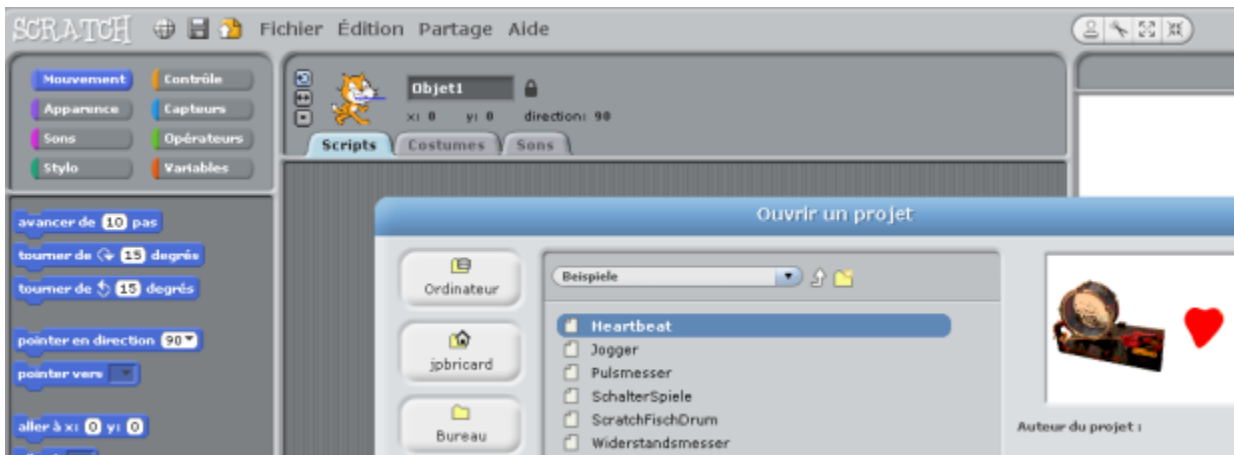 SCRATCH Fichier Édition Partage Aide
Mouvement Contrôle
Apparence Capteurs
Sons Opérateurs
Stylo Variables
Objet1
x: 0 y: 0 direction: 90
Scripts Costumes Sons
avancer de 10 pas
tourner de 15 degrés
tourner de 15 degrés
pointer en direction 90
pointer vers
aller à x: 0 y: 0
Ouvrir un projet
Ordinateur
jpbricard
Bureau
Beispiele
Heartbeat
Jogger
Pulsmesser
SchalterSpiele
ScratchFischDrum
Widerstandsmesser
Auteur du projet :